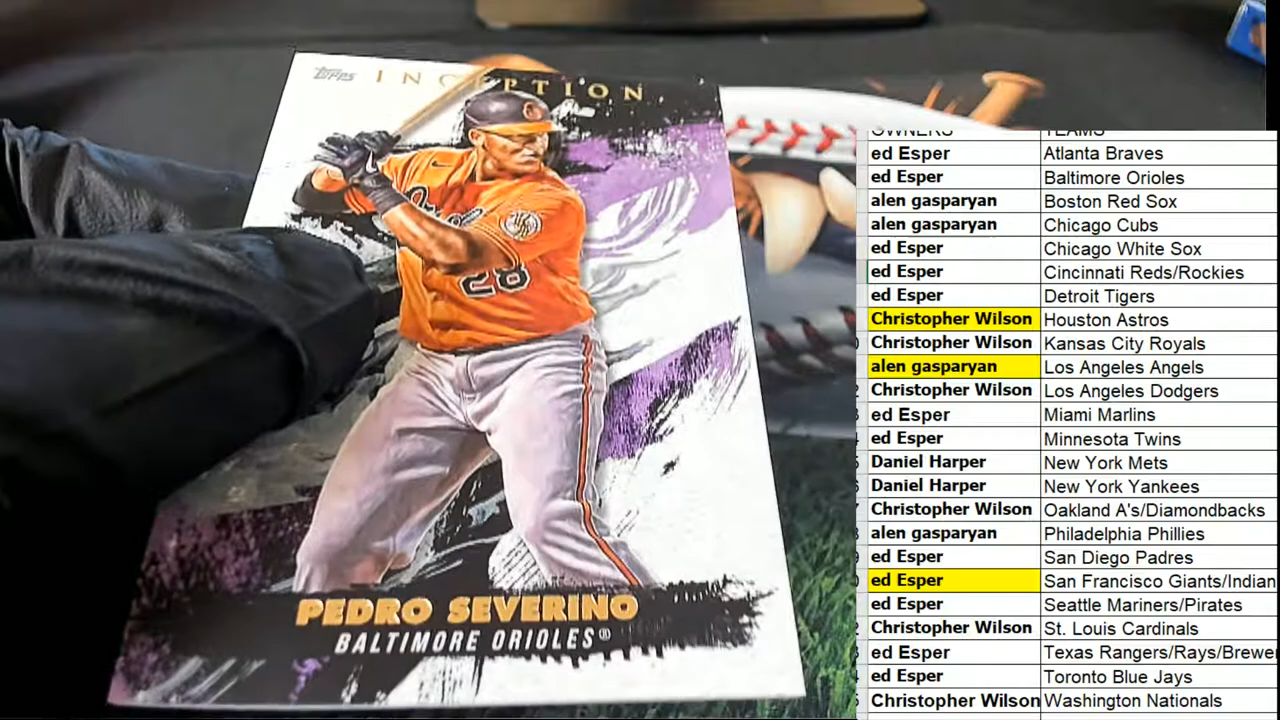 Topps INCEPTION
Orioles
28
PEDRO SEVERINO
BALTIMORE ORIOLES®
OWNERS TEAMS
ed Esper Atlanta Braves
ed Esper Baltimore Orioles
alen gasparyan Boston Red Sox
alen gasparyan Chicago Cubs
ed Esper Chicago White Sox
ed Esper Cincinnati Reds/Rockies
ed Esper Detroit Tigers
Christopher Wilson Houston Astros
Christopher Wilson Kansas City Royals
alen gasparyan Los Angeles Angels
Christopher Wilson Los Angeles Dodgers
ed Esper Miami Marlins
ed Esper Minnesota Twins
Daniel Harper New York Mets
Daniel Harper New York Yankees
Christopher Wilson Oakland A's/Diamondbacks
alen gasparyan Philadelphia Phillies
ed Esper San Diego Padres
ed Esper San Francisco Giants/Indian
ed Esper Seattle Mariners/Pirates
Christopher Wilson St. Louis Cardinals
ed Esper Texas Rangers/Rays/Brewe
ed Esper Toronto Blue Jays
Christopher Wilson Washington Nationals